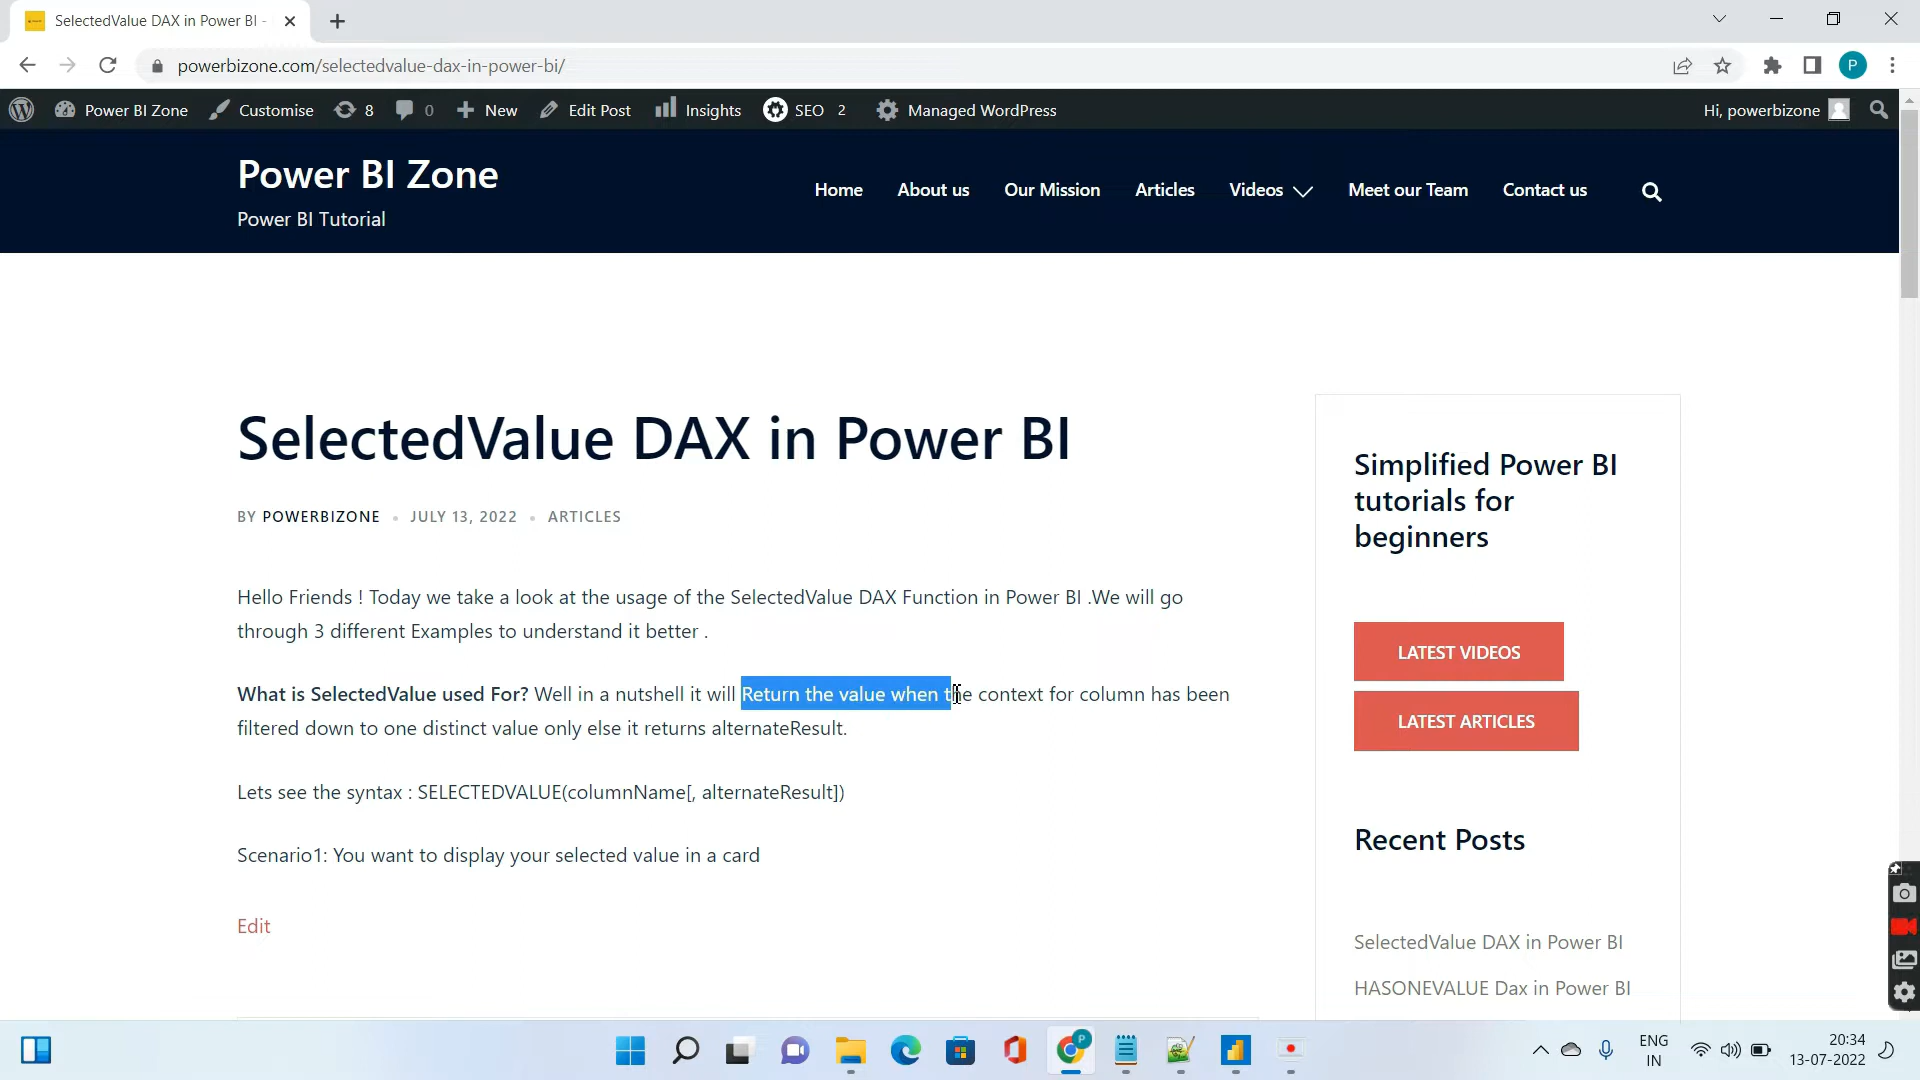 SelectedValue DAX in Power BI -
powerbizone.com/selectedvalue-dax-in-power-bi/
Power BI Zone Customise 8 0 New Edit Post Insights SEO 2 Managed WordPress Hi, powerbizone
Power BI Zone
Power BI Tutorial
Home About us Our Mission Articles Videos Meet our Team Contact us
SelectedValue DAX in Power BI
BY POWERBIZONE JULY 13, 2022 ARTICLES
Hello Friends ! Today we take a look at the usage of the SelectedValue DAX Function in Power BI .We will go
through 3 different Examples to understand it better .
What is SelectedValue used For? Well in a nutshell it will Return the value when the context for column has been
filtered down to one distinct value only else it returns alternateResult.
Lets see the syntax : SELECTEDVALUE(columnName[, alternateResult])
Scenario1: You want to display your selected value in a card
Edit
Simplified Power BI
tutorials for
beginners
LATEST VIDEOS
LATEST ARTICLES
Recent Posts
SelectedValue DAX in Power BI
HASONEVALUE Dax in Power BI
P
P
ENG
IN
20:34
13-07-2022